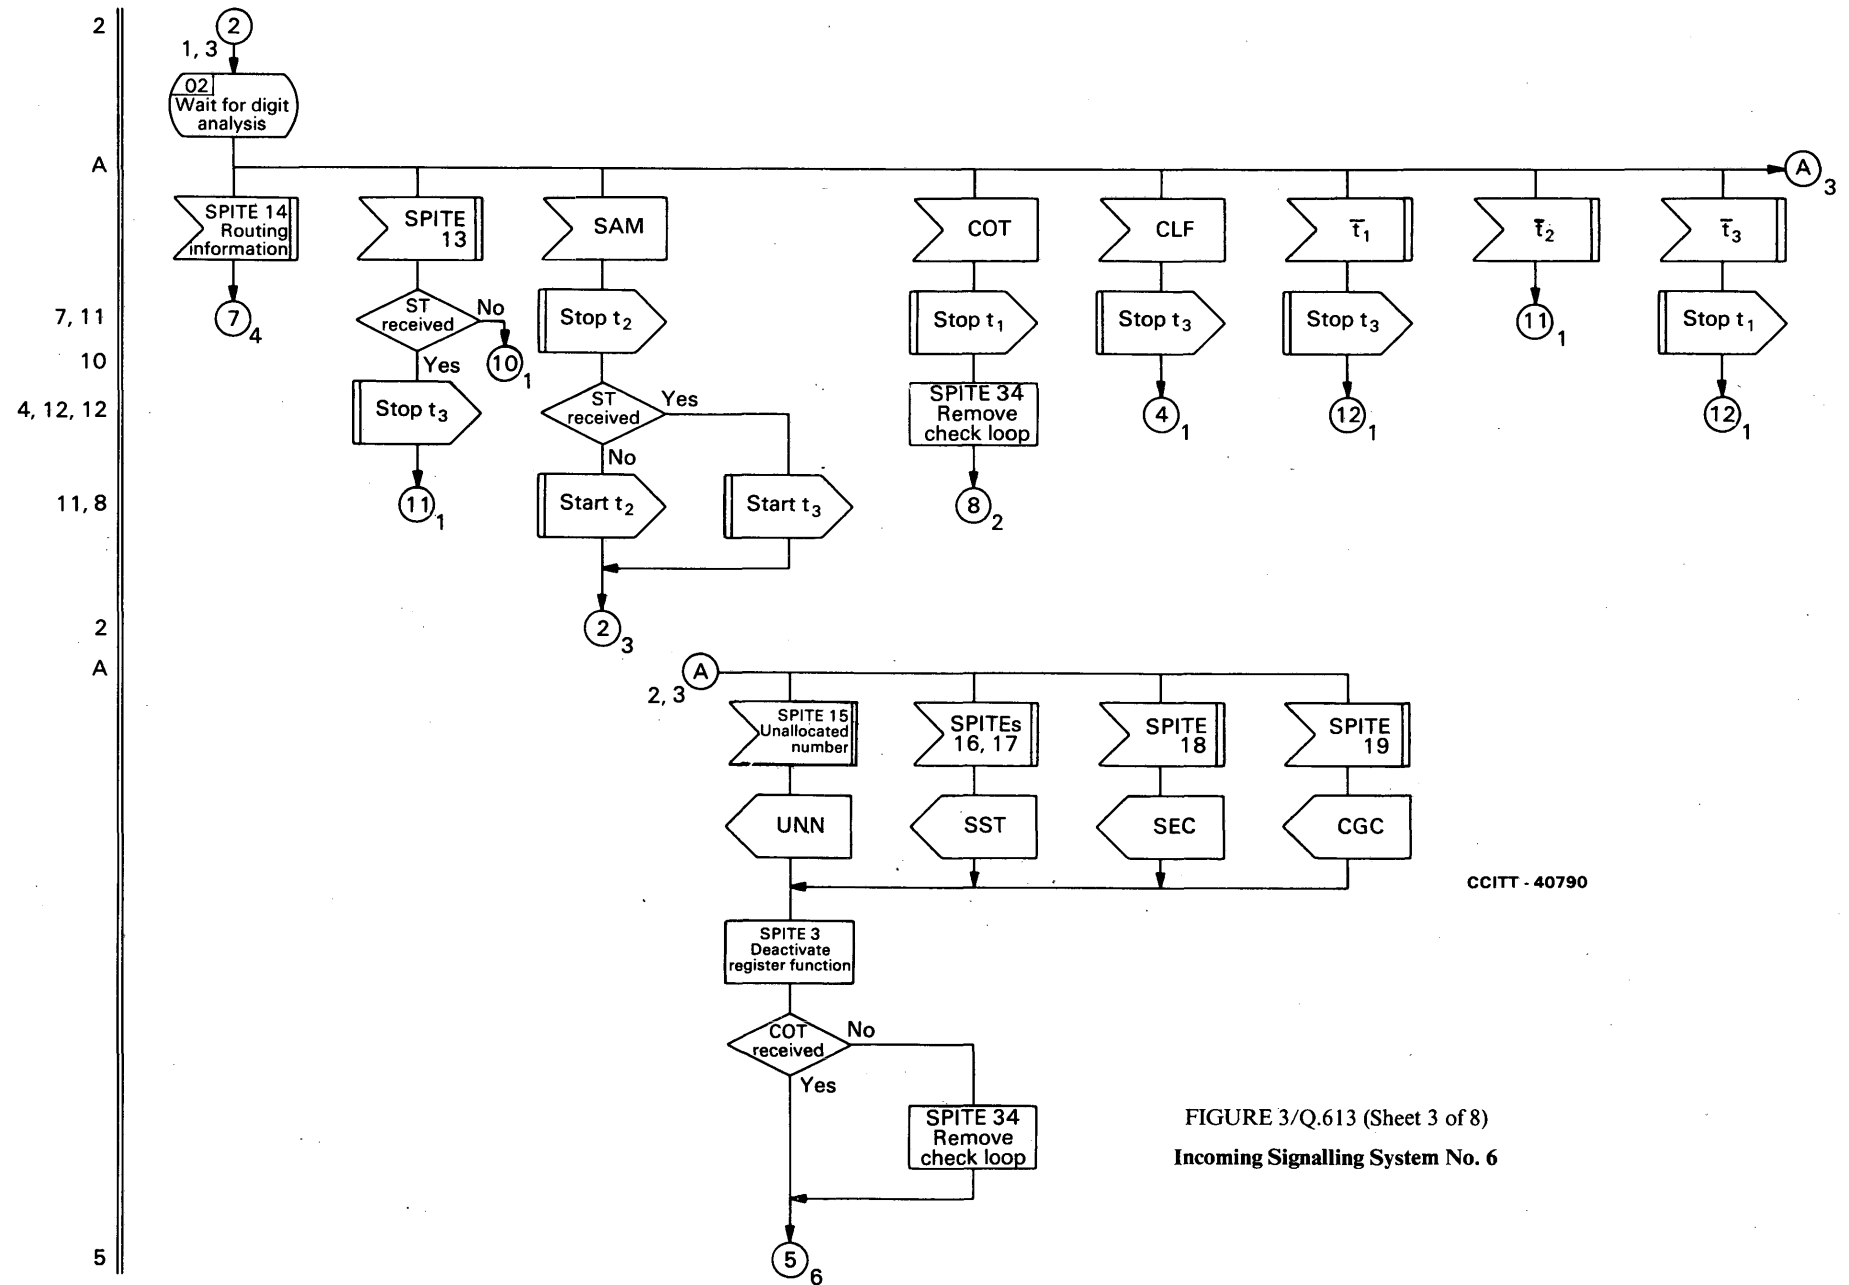 2
2
1, 3
02
Wait for digit
analysis
A
A
3
SPITE 14
Routing
information
SPITE
13
SAM
COT
CLF
t̅1
t̅2
t̅3
7, 11
7
4
ST
received
No
Yes
10
1
Stop t2
Stop t1
Stop t3
Stop t3
11
1
Stop t1
10
4, 12, 12
Stop t3
ST
received
Yes
No
SPITE 34
Remove
check loop
4
1
12
1
12
1
11, 8
11
1
Start t2
Start t3
8
2
2
2
3
A
A
2, 3
SPITE 15
Unallocated
number
SPITEs
16, 17
SPITE
18
SPITE
19
UNN
SST
SEC
CGC
CCITT - 40790
SPITE 3
Deactivate
register function
COT
received
No
Yes
SPITE 34
Remove
check loop
FIGURE 3/Q.613 (Sheet 3 of 8)
Incoming Signalling System No. 6
5
5
6